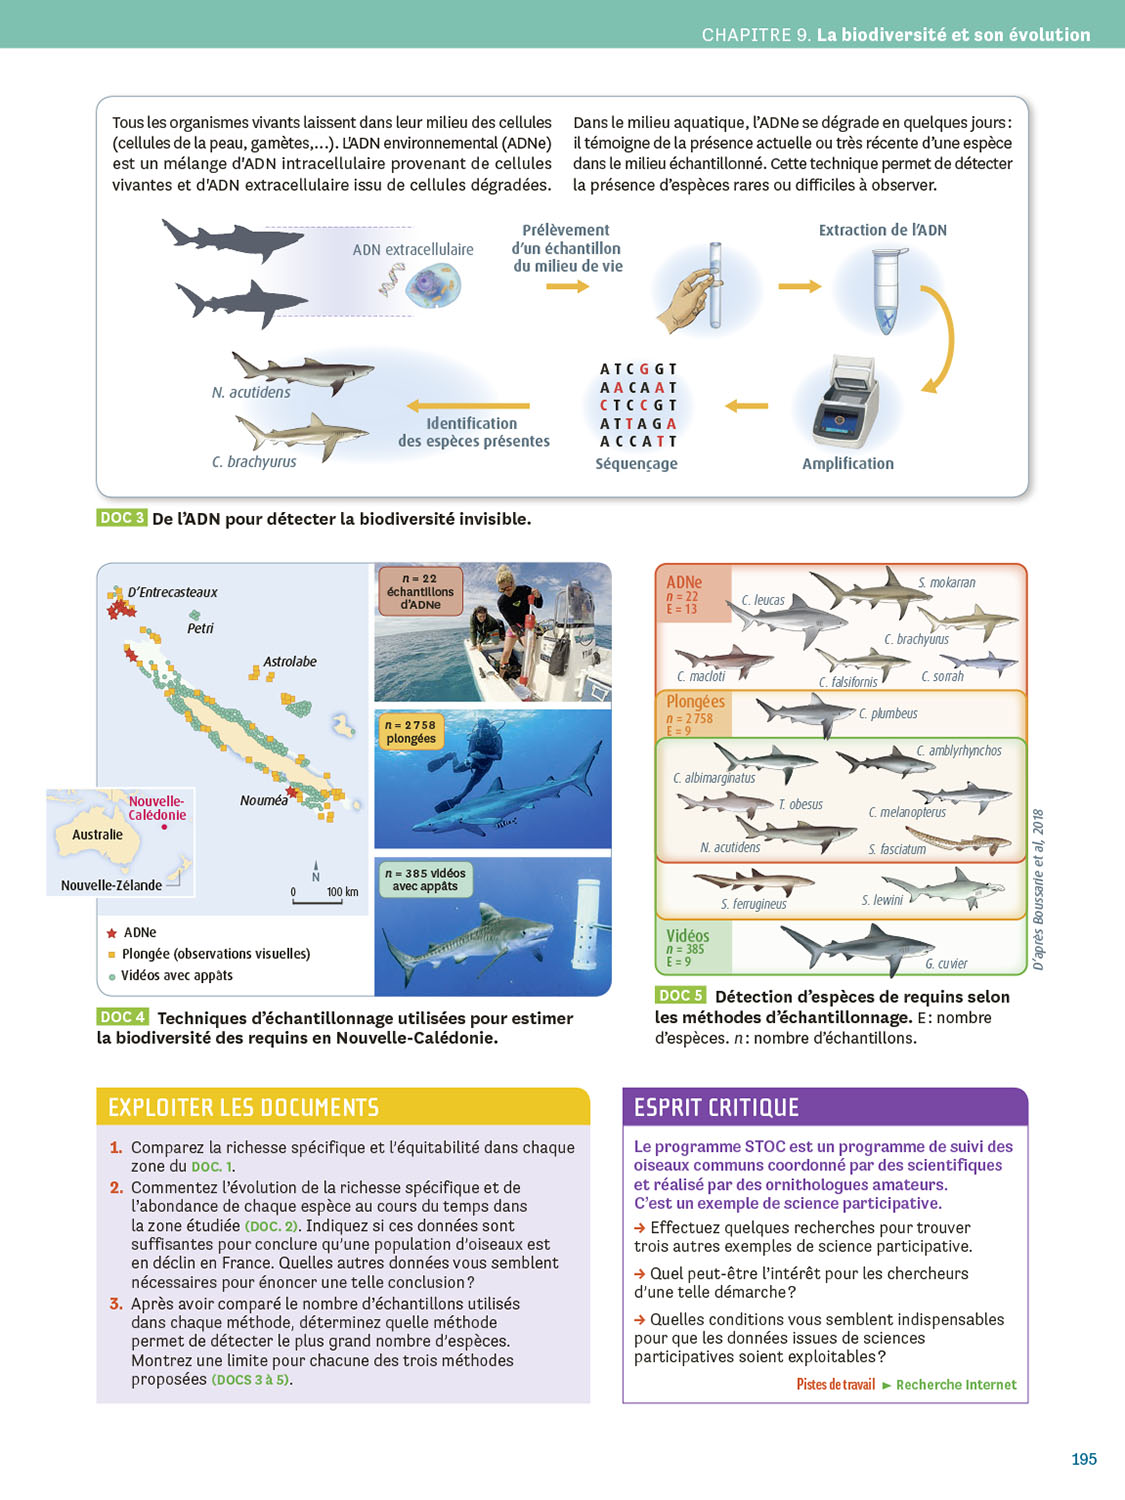 CHAPITRE 9. La biodiversité et son évolution
Tous les organismes vivants laissent dans leur milieu des cellules
(cellules de la peau, gamètes,...). L'ADN environnemental (ADNe)
est un mélange d'ADN intracellulaire provenant de cellules
vivantes et d'ADN extracellulaire issu de cellules dégradées.
Dans le milieu aquatique, l'ADNe se dégrade en quelques jours :
il témoigne de la présence actuelle ou très récente d'une espèce
dans le milieu échantillonné. Cette technique permet de détecter
la présence d'espèces rares ou difficiles à observer.
ADN extracellulaire
Prélèvement
d'un échantillon
du milieu de vie
Extraction de l'ADN
N. acutidens
C. brachyurus
Identification
des espèces présentes
A T C G G T
A A C A A T
C T C C G T
A T T A G A
A C C A T T
Séquençage
Amplification
DOC 3 De l'ADN pour détecter la biodiversité invisible.
D'Entrecasteaux
Petri
Astrolabe
Nouméa
Nouvelle-
Calédonie
Australie
Nouvelle-Zélande
N
0 100 km
ADNe
Plongée (observations visuelles)
Vidéos avec appâts
n = 22
échantillons
d'ADNe
n = 2 758
plongées
n = 385 vidéos
avec appâts
DOC 4 Techniques d'échantillonnage utilisées pour estimer
la biodiversité des requins en Nouvelle-Calédonie.
ADNe
n = 22
E = 13
S. mokarran
C. leucas
C. brachyurus
C. macloti
C. falsifornis
C. sorrah
Plongées
n = 2 758
E = 9
C. plumbeus
C. amblyrhynchos
C. albimarginatus
T. obesus
C. melanopterus
N. acutidens
S. fasciatum
S. ferrugineus
S. lewini
Vidéos
n = 385
E = 9
G. cuvier
D'après Boussarie et al, 2018
DOC 5 Détection d'espèces de requins selon
les méthodes d'échantillonnage. E : nombre
d'espèces. n : nombre d'échantillons.
EXPLOITER LES DOCUMENTS
1. Comparez la richesse spécifique et l'équitabilité dans chaque
zone du DOC. 1.
2. Commentez l'évolution de la richesse spécifique et de
l'abondance de chaque espèce au cours du temps dans
la zone étudiée (DOC. 2). Indiquez si ces données sont
suffisantes pour conclure qu'une population d'oiseaux est
en déclin en France. Quelles autres données vous semblent
nécessaires pour énoncer une telle conclusion ?
3. Après avoir comparé le nombre d'échantillons utilisés
dans chaque méthode, déterminez quelle méthode
permet de détecter le plus grand nombre d'espèces.
Montrez une limite pour chacune des trois méthodes
proposées (DOCS 3 à 5).
ESPRIT CRITIQUE
Le programme STOC est un programme de suivi des
oiseaux communs coordonné par des scientifiques
et réalisé par des ornithologues amateurs.
C'est un exemple de science participative.
→ Effectuez quelques recherches pour trouver
trois autres exemples de science participative.
→ Quel peut-être l'intérêt pour les chercheurs
d'une telle démarche ?
→ Quelles conditions vous semblent indispensables
pour que les données issues de sciences
participatives soient exploitables ?
Pistes de travail ► Recherche Internet
195